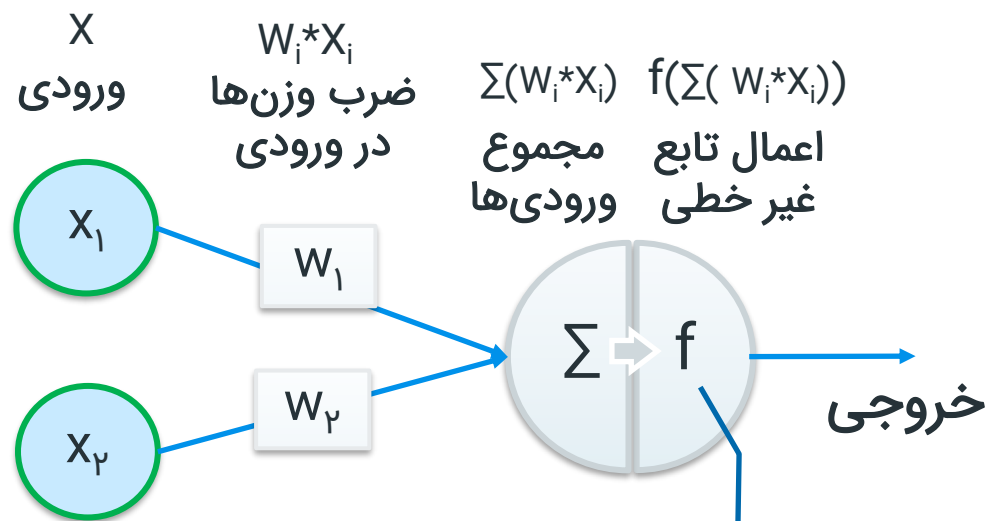 X
ورودی
Wᵢ*Xᵢ
ضرب وزن‌ها
در ورودی
∑(Wᵢ*Xᵢ)
مجموع
ورودی‌ها
f(∑( Wᵢ*Xᵢ))
اعمال تابع
غیر خطی
X۱
W۱
∑
f
خروجی
X۲
W۲